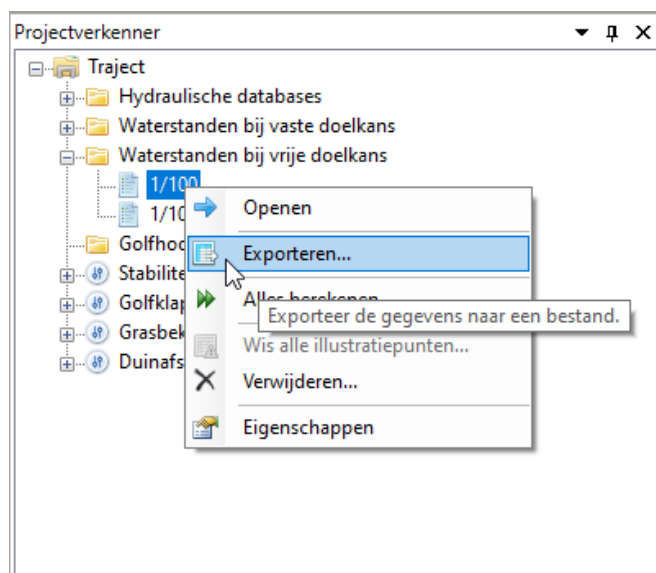 Projectverkenner
Traject
Hydraulische databases
Waterstanden bij vaste doelkans
Waterstanden bij vrije doelkans
1/100
Openen
Exporteren...
Exporteer de gegevens naar een bestand.
Wis alle illustratiepunten...
Verwijderen...
Eigenschappen